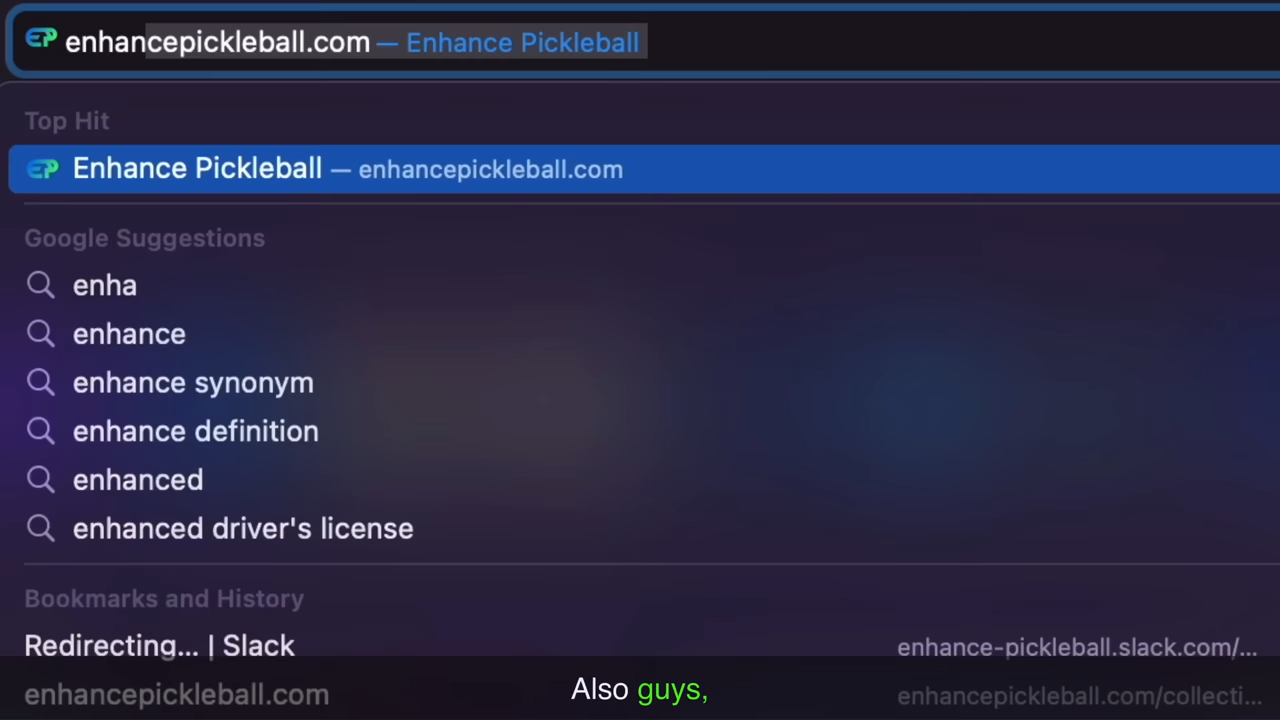 enhancepickleball.com — Enhance Pickleball
Top Hit
Enhance Pickleball — enhancepickleball.com
Google Suggestions
enha
enhance
enhance synonym
enhance definition
enhanced
enhanced driver's license
Bookmarks and History
Redirecting... | Slack enhance-pickleball.slack.com/...
enhancepickleball.com enhancepickleball.com/collecti...
Also guys,